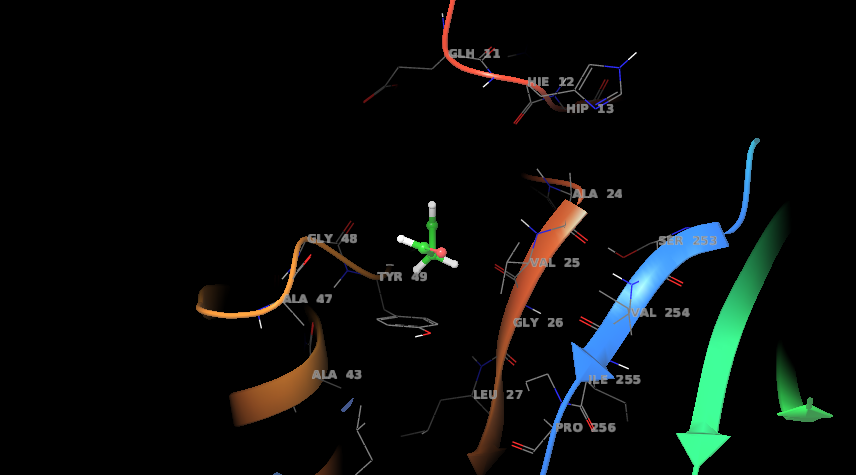 GLH 11
HIE 12
HIP 13
ALA 24
GLY 48
SER 253
VAL 25
TYR 49
ALA 47
VAL 254
GLY 26
ALA 43
ILE 255
LEU 27
PRO 256